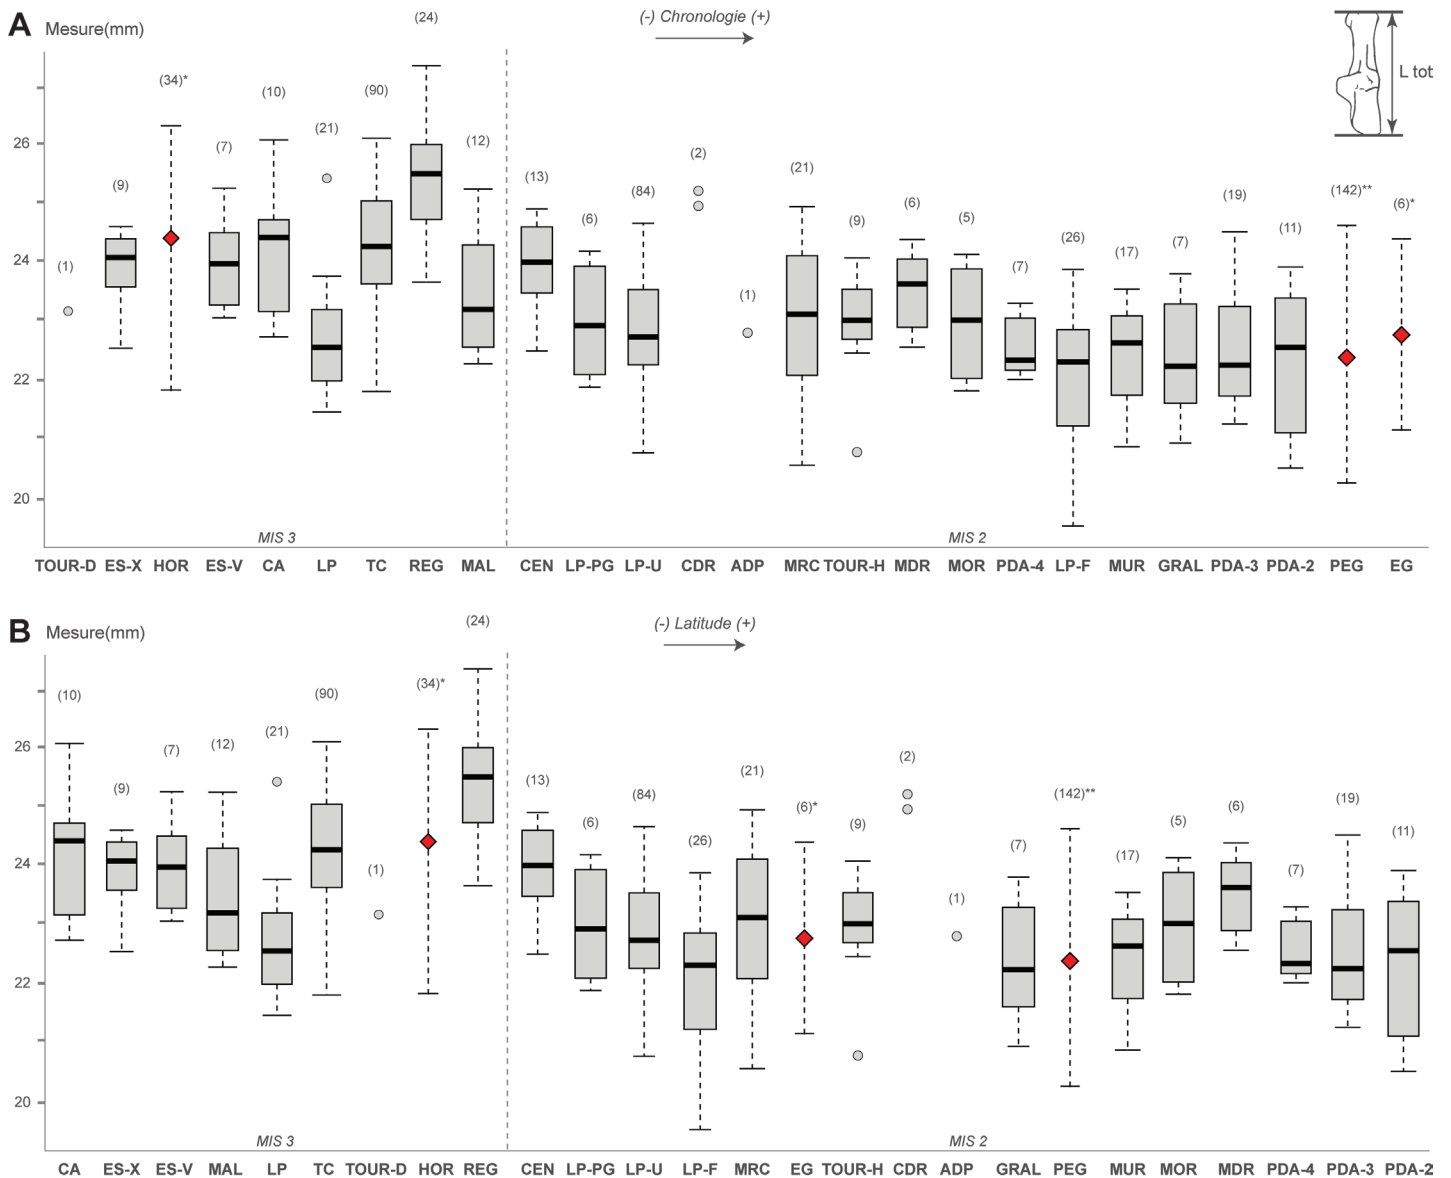 A Mesure(mm)
(-) Chronologie (+)
L tot
(1) (9) (34)* (7) (10) (21) (90) (24) (12) (13) (6) (84) (2) (1) (21) (9) (6) (5) (7) (26) (17) (7) (19) (11) (142)** (6)*
26
24
22
20
MIS 3 MIS 2
TOUR-D ES-X HOR ES-V CA LP TC REG MAL CEN LP-PG LP-U CDR ADP MRC TOUR-H MDR MOR PDA-4 LP-F MUR GRAL PDA-3 PDA-2 PEG EG
B Mesure(mm)
(-) Latitude (+)
(10) (9) (7) (12) (21) (90) (1) (34)* (24) (13) (6) (84) (26) (21) (6)* (9) (2) (1) (7) (142)** (17) (5) (6) (7) (19) (11)
26
24
22
20
MIS 3 MIS 2
CA ES-X ES-V MAL LP TC TOUR-D HOR REG CEN LP-PG LP-U LP-F MRC EG TOUR-H CDR ADP GRAL PEG MUR MOR MDR PDA-4 PDA-3 PDA-2